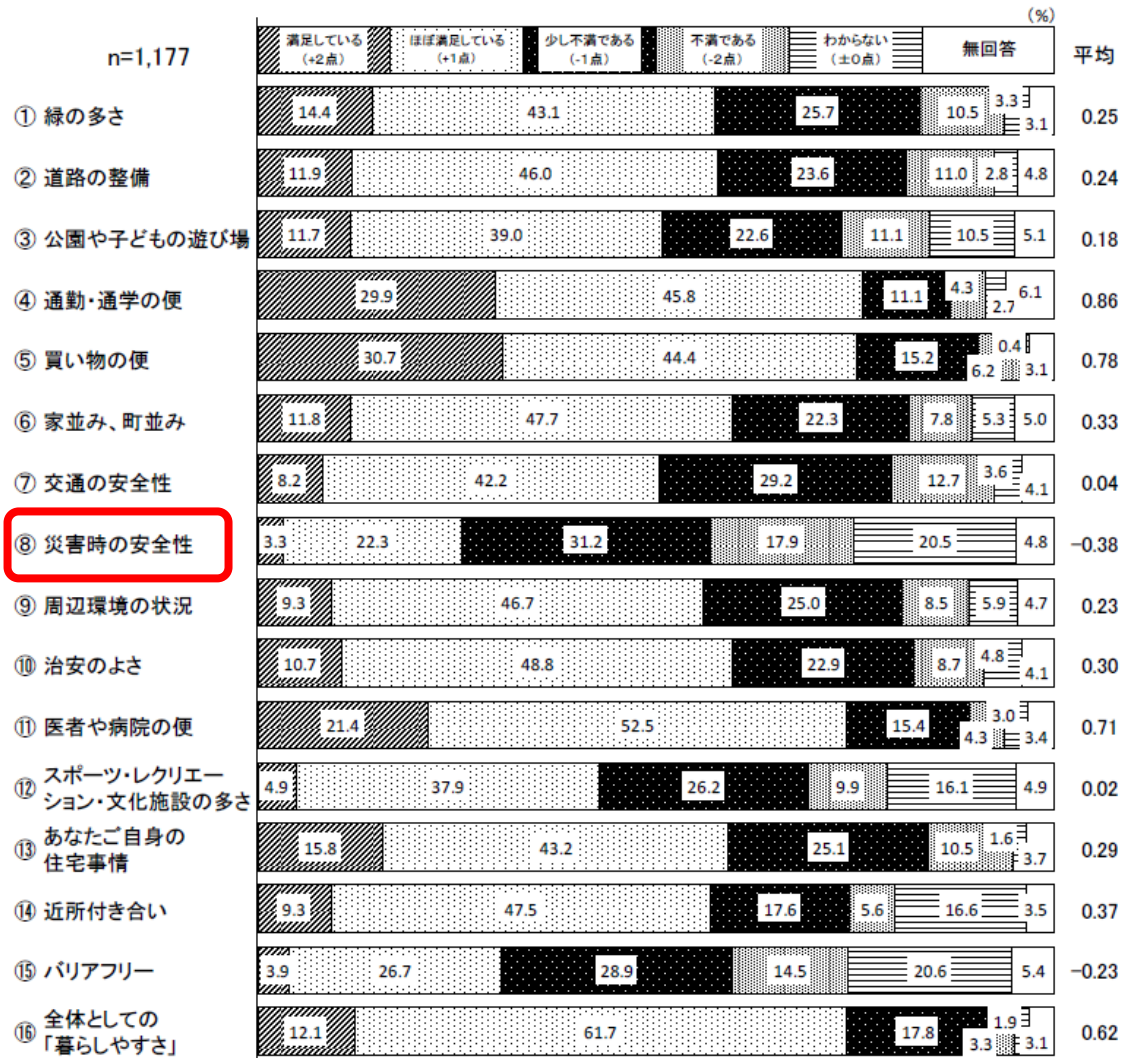 (%)
n=1,177
満足している
(+2点)
ほぼ満足している
(+1点)
少し不満である
(-1点)
不満である
(-2点)
わからない
(±0点)
無回答
平均
① 緑の多さ 14.4 43.1 25.7 10.5 3.3 3.1 0.25
② 道路の整備 11.9 46.0 23.6 11.0 2.8 4.8 0.24
③ 公園や子どもの遊び場 11.7 39.0 22.6 11.1 10.5 5.1 0.18
④ 通勤・通学の便 29.9 45.8 11.1 4.3 2.7 6.1 0.86
⑤ 買い物の便 30.7 44.4 15.2 6.2 0.4 3.1 0.78
⑥ 家並み、町並み 11.8 47.7 22.3 7.8 5.3 5.0 0.33
⑦ 交通の安全性 8.2 42.2 29.2 12.7 3.6 4.1 0.04
⑧ 災害時の安全性 3.3 22.3 31.2 17.9 20.5 4.8 −0.38
⑨ 周辺環境の状況 9.3 46.7 25.0 8.5 5.9 4.7 0.23
⑩ 治安のよさ 10.7 48.8 22.9 8.7 4.8 4.1 0.30
⑪ 医者や病院の便 21.4 52.5 15.4 4.3 3.0 3.4 0.71
⑫ スポーツ・レクリエー
ション・文化施設の多さ 4.9 37.9 26.2 9.9 16.1 4.9 0.02
⑬ あなたご自身の
住宅事情 15.8 43.2 25.1 10.5 1.6 3.7 0.29
⑭ 近所付き合い 9.3 47.5 17.6 5.6 16.6 3.5 0.37
⑮ バリアフリー 3.9 26.7 28.9 14.5 20.6 5.4 −0.23
⑯ 全体としての
「暮らしやすさ」 12.1 61.7 17.8 3.3 1.9 3.1 0.62